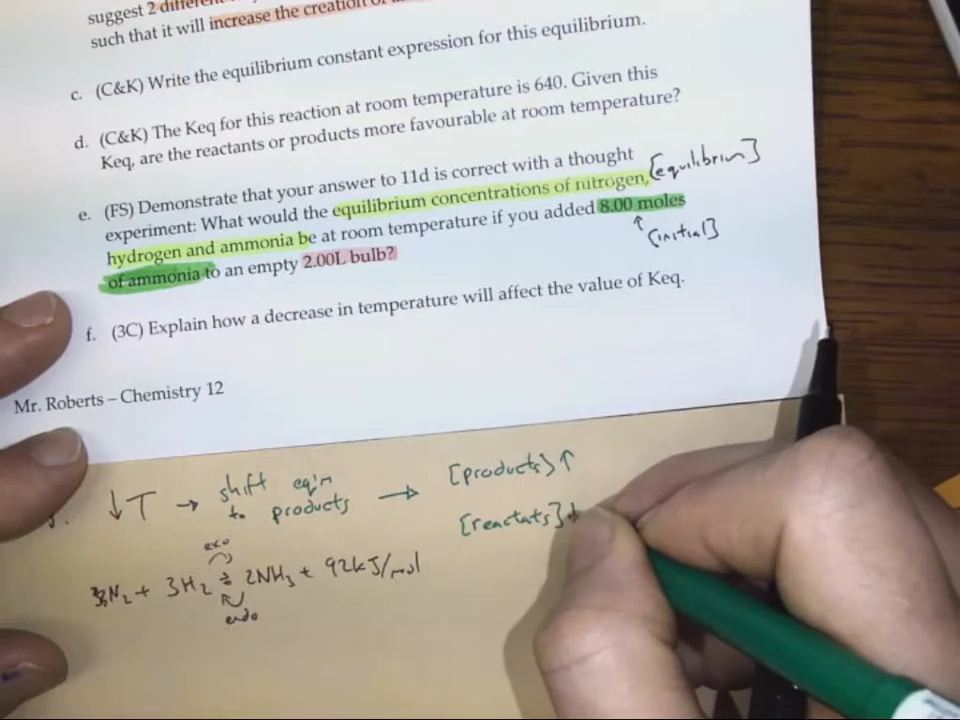 suggest 2 different
such that it will increase the creation of
c. (C&K) Write the equilibrium constant expression for this equilibrium.
d. (C&K) The Keq for this reaction at room temperature is 640. Given this
Keq, are the reactants or products more favourable at room temperature?
e. (FS) Demonstrate that your answer to 11d is correct with a thought
experiment: What would the equilibrium concentrations of nitrogen, [equilibrium]
hydrogen and ammonia be at room temperature if you added 8.00 moles
of ammonia to an empty 2.00L bulb?
↑ [initial]
f. (3C) Explain how a decrease in temperature will affect the value of Keq.
Mr. Roberts – Chemistry 12
↓T → shift eq'n to products → [products]↑
[reactats]↓
exo
N₂ + 3H₂ ⇌ 2NH₃ + 92kJ/mol
endo